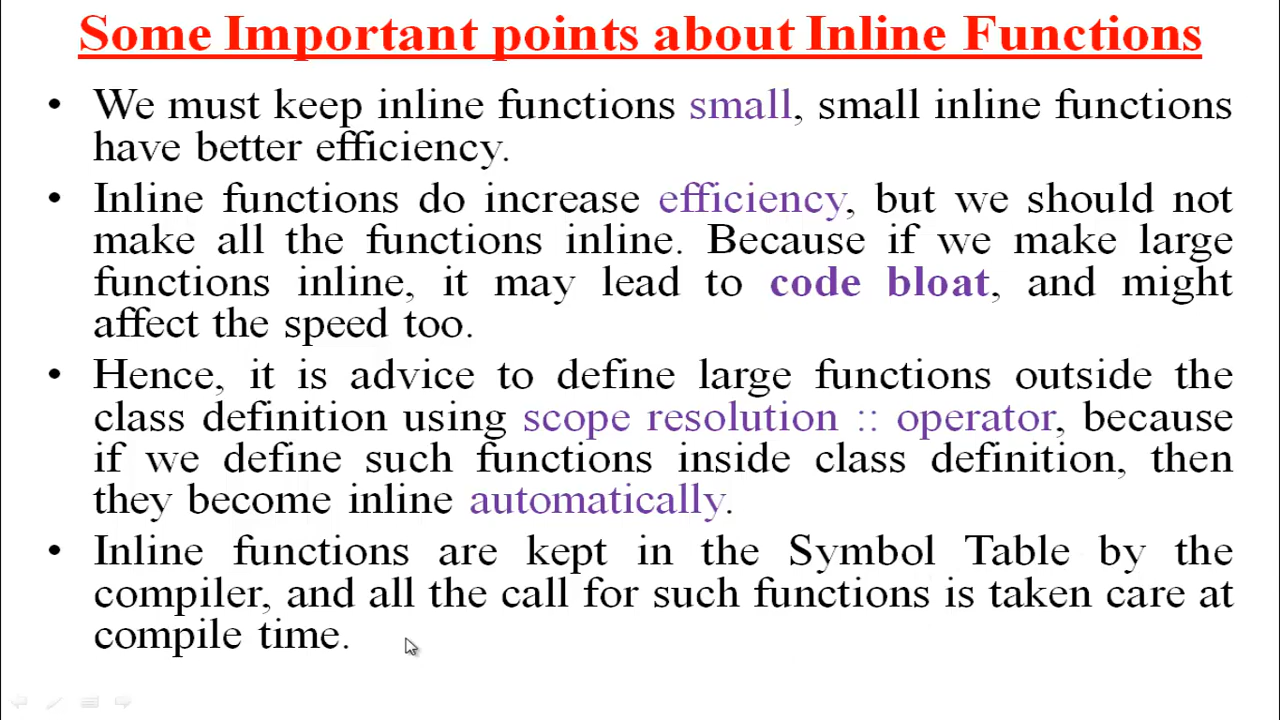 Some Important points about Inline Functions
• We must keep inline functions small, small inline functions
have better efficiency.
• Inline functions do increase efficiency, but we should not
make all the functions inline. Because if we make large
functions inline, it may lead to code bloat, and might
affect the speed too.
• Hence, it is advice to define large functions outside the
class definition using scope resolution :: operator, because
if we define such functions inside class definition, then
they become inline automatically.
• Inline functions are kept in the Symbol Table by the
compiler, and all the call for such functions is taken care at
compile time.